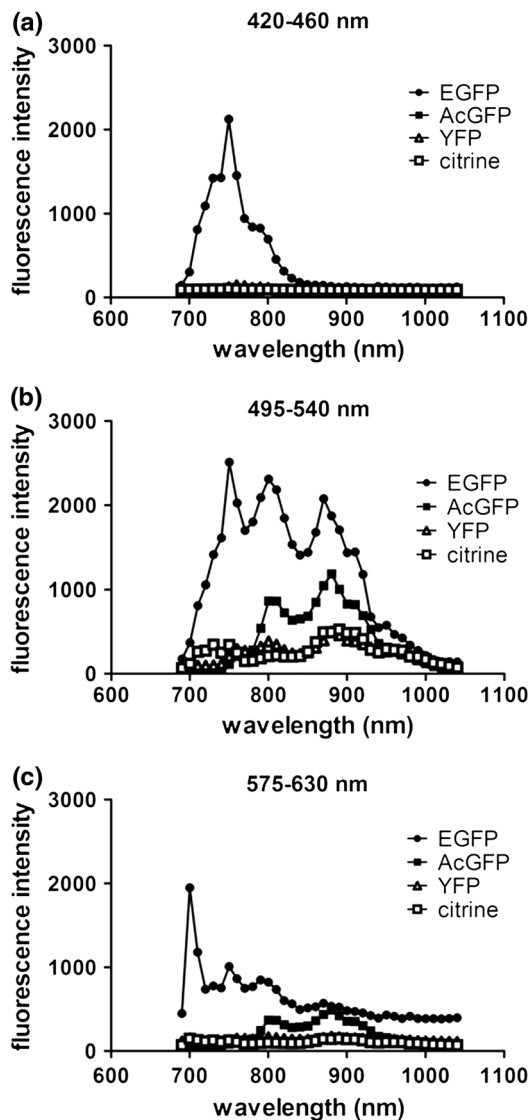 (a)
420-460 nm
3000
2000
1000
0
600 700 800 900 1000 1100
fluorescence intensity
wavelength (nm)
EGFP
AcGFP
YFP
citrine
(b)
495-540 nm
3000
2000
1000
0
600 700 800 900 1000 1100
fluorescence intensity
wavelength (nm)
EGFP
AcGFP
YFP
citrine
(c)
575-630 nm
3000
2000
1000
0
600 700 800 900 1000 1100
fluorescence intensity
wavelength (nm)
EGFP
AcGFP
YFP
citrine